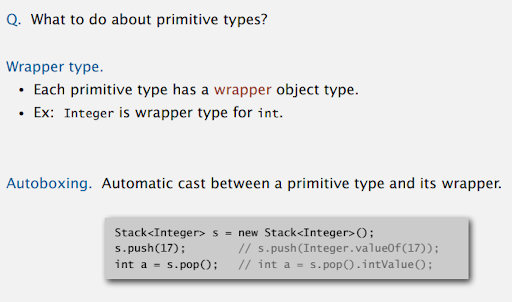 Q. What to do about primitive types?
Wrapper type.
• Each primitive type has a wrapper object type.
• Ex: Integer is wrapper type for int.
Autoboxing. Automatic cast between a primitive type and its wrapper.
Stack<Integer> s = new Stack<Integer>();
s.push(17); // s.push(Integer.valueOf(17));
int a = s.pop(); // int a = s.pop().intValue();